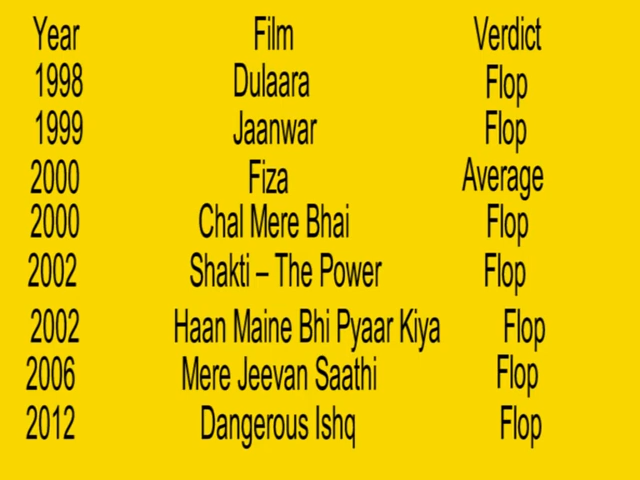 Year Film Verdict
1998 Dulaara Flop
1999 Jaanwar Flop
2000 Fiza Average
2000 Chal Mere Bhai Flop
2002 Shakti – The Power Flop
2002 Haan Maine Bhi Pyaar Kiya Flop
2006 Mere Jeevan Saathi Flop
2012 Dangerous Ishq Flop